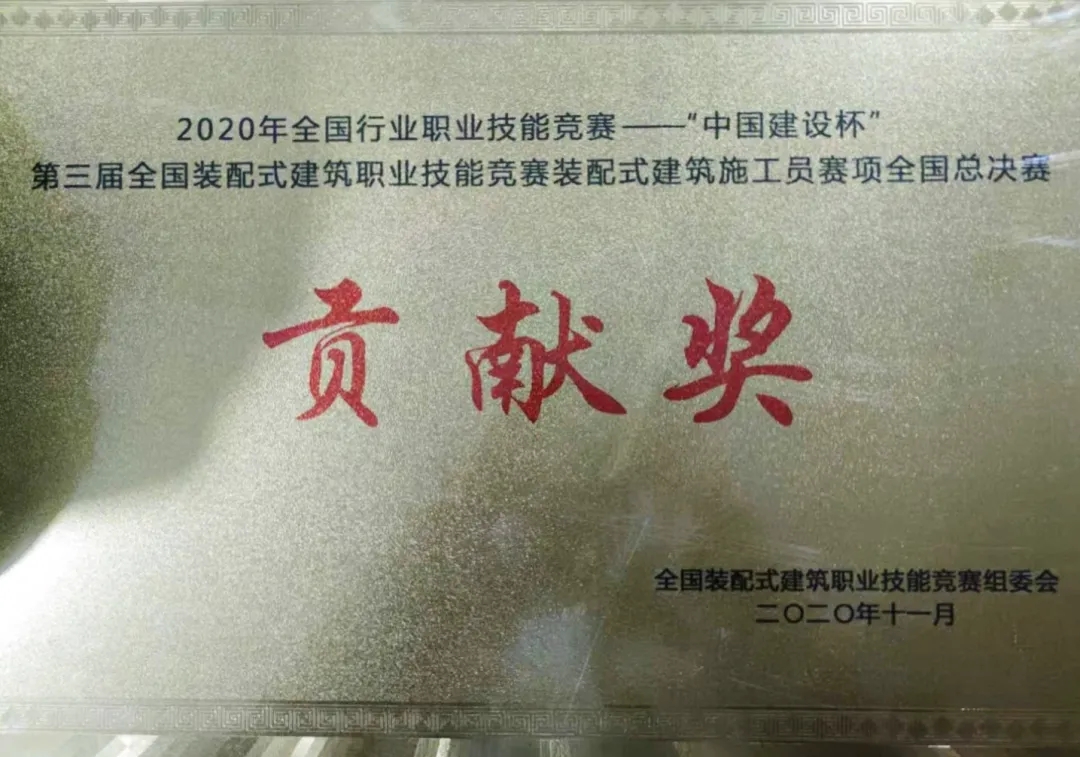 2020年全国行业职业技能竞赛——“中国建设杯”
第三届全国装配式建筑职业技能竞赛装配式建筑施工员赛项全国总决赛
贡献奖
全国装配式建筑职业技能竞赛组委会
二〇二〇年十一月